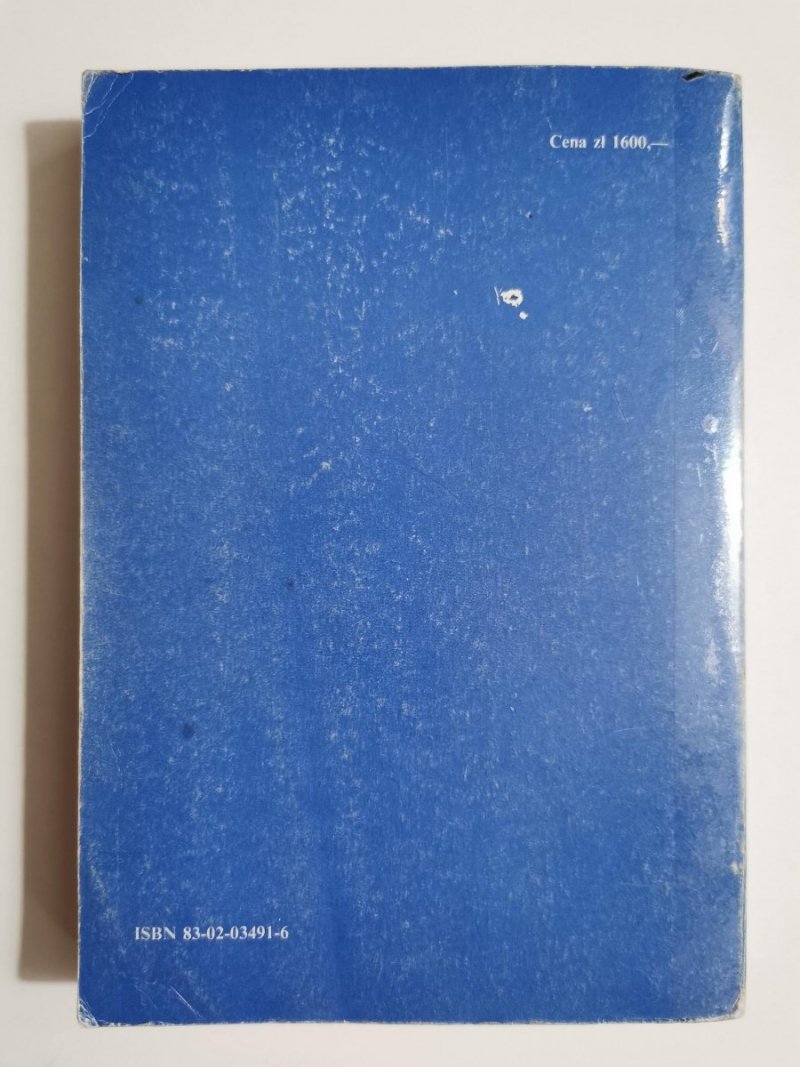 Cena zł 1600,—
ISBN 83-02-03491-6